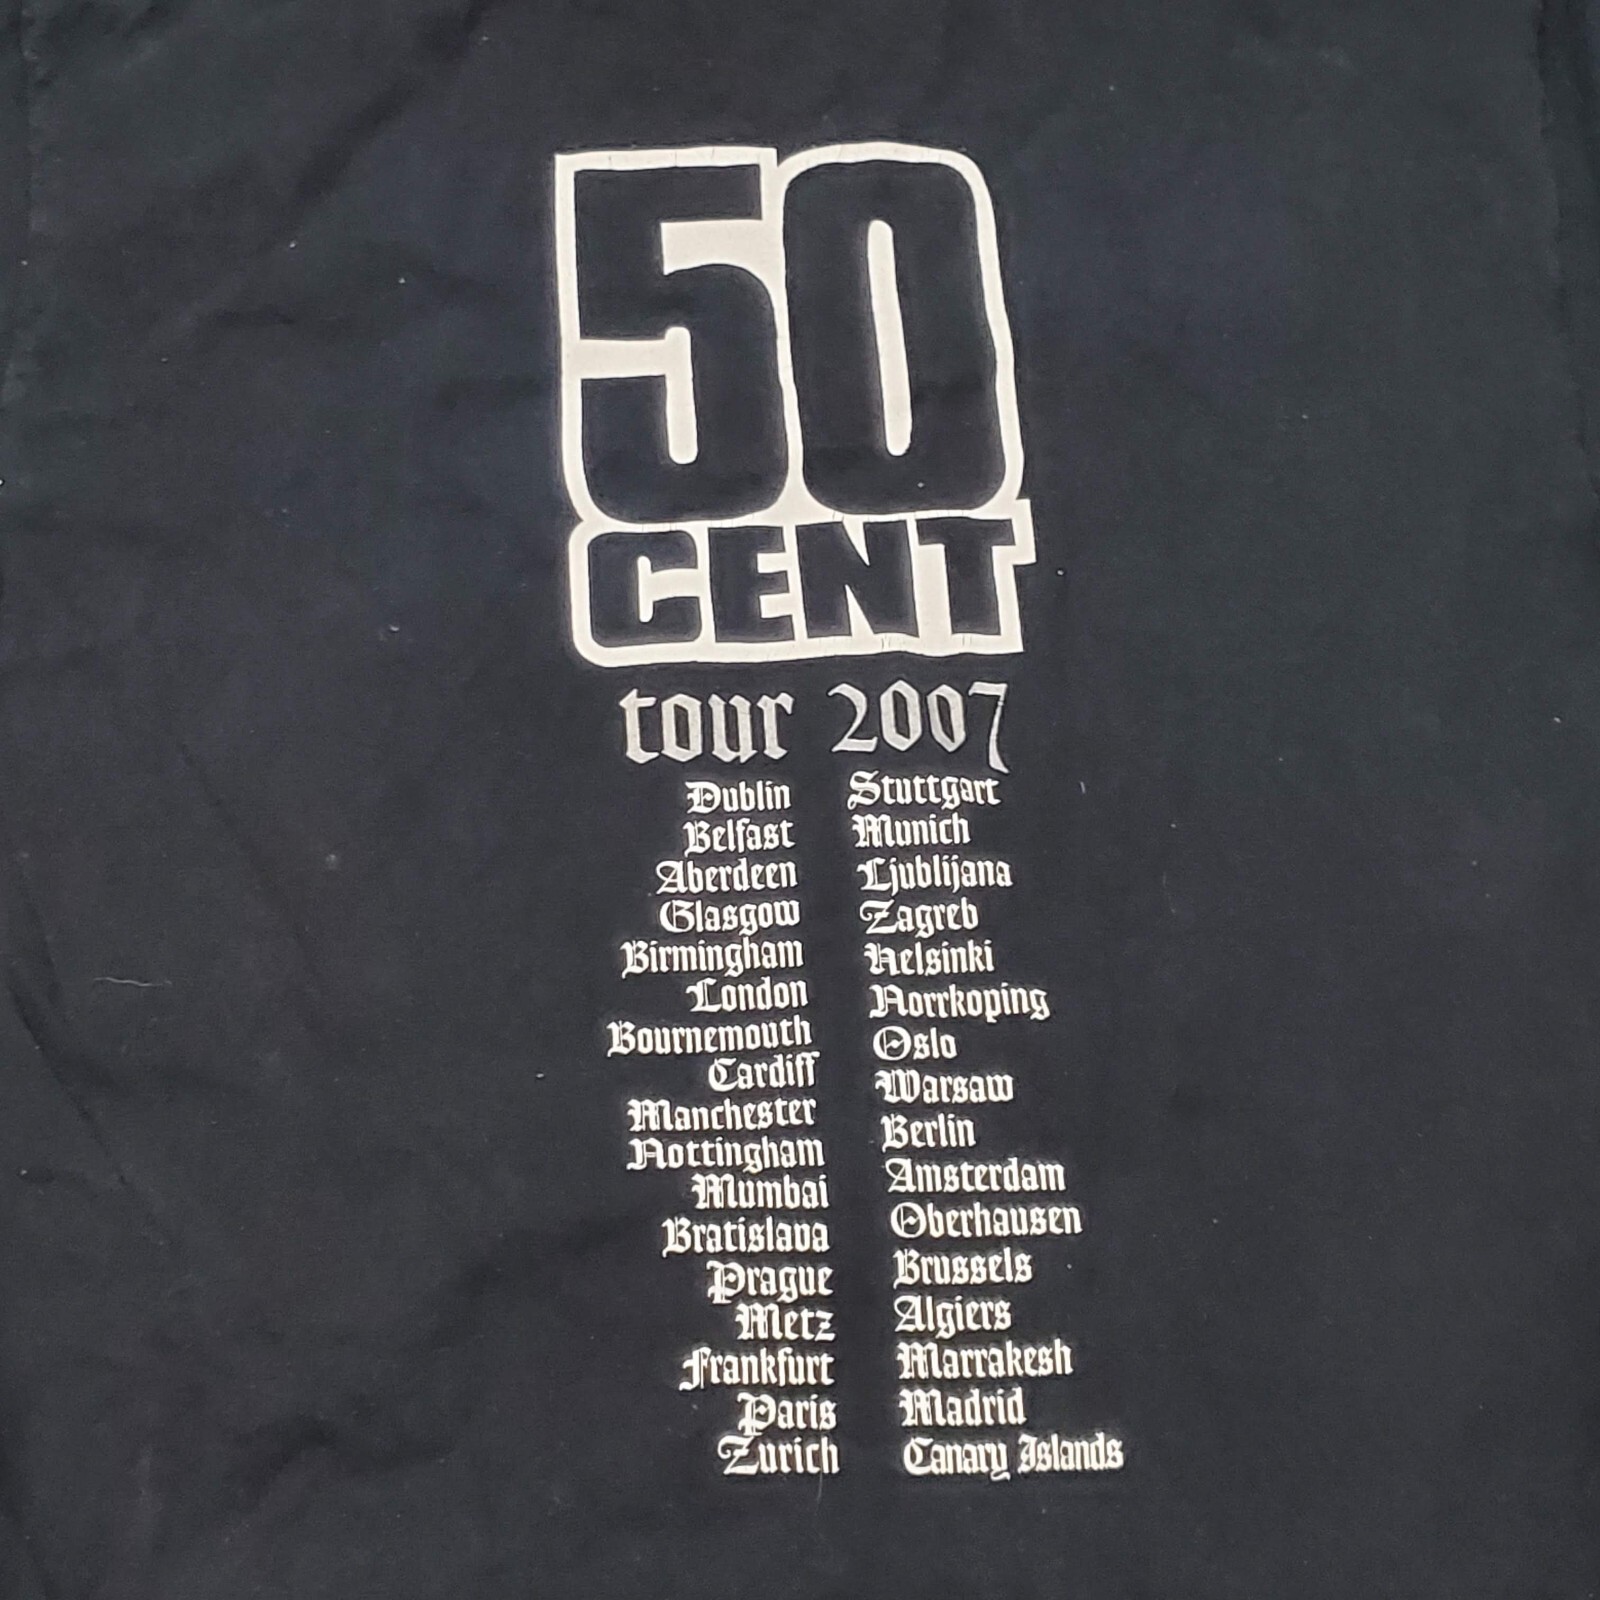 50
CENT
tour 2007
Dublin
Belfast
Aberdeen
Glasgow
Birmingham
London
Bournemouth
Cardiff
Manchester
Nottingham
Mumbai
Bratislava
Prague
Metz
Frankfurt
Paris
Zurich
Stuttgart
Munich
Ljublijana
Zagreb
Helsinki
Norrkoping
Oslo
Warsaw
Berlin
Amsterdam
Oberhausen
Brussels
Algiers
Marrakesh
Madrid
Canary Islands